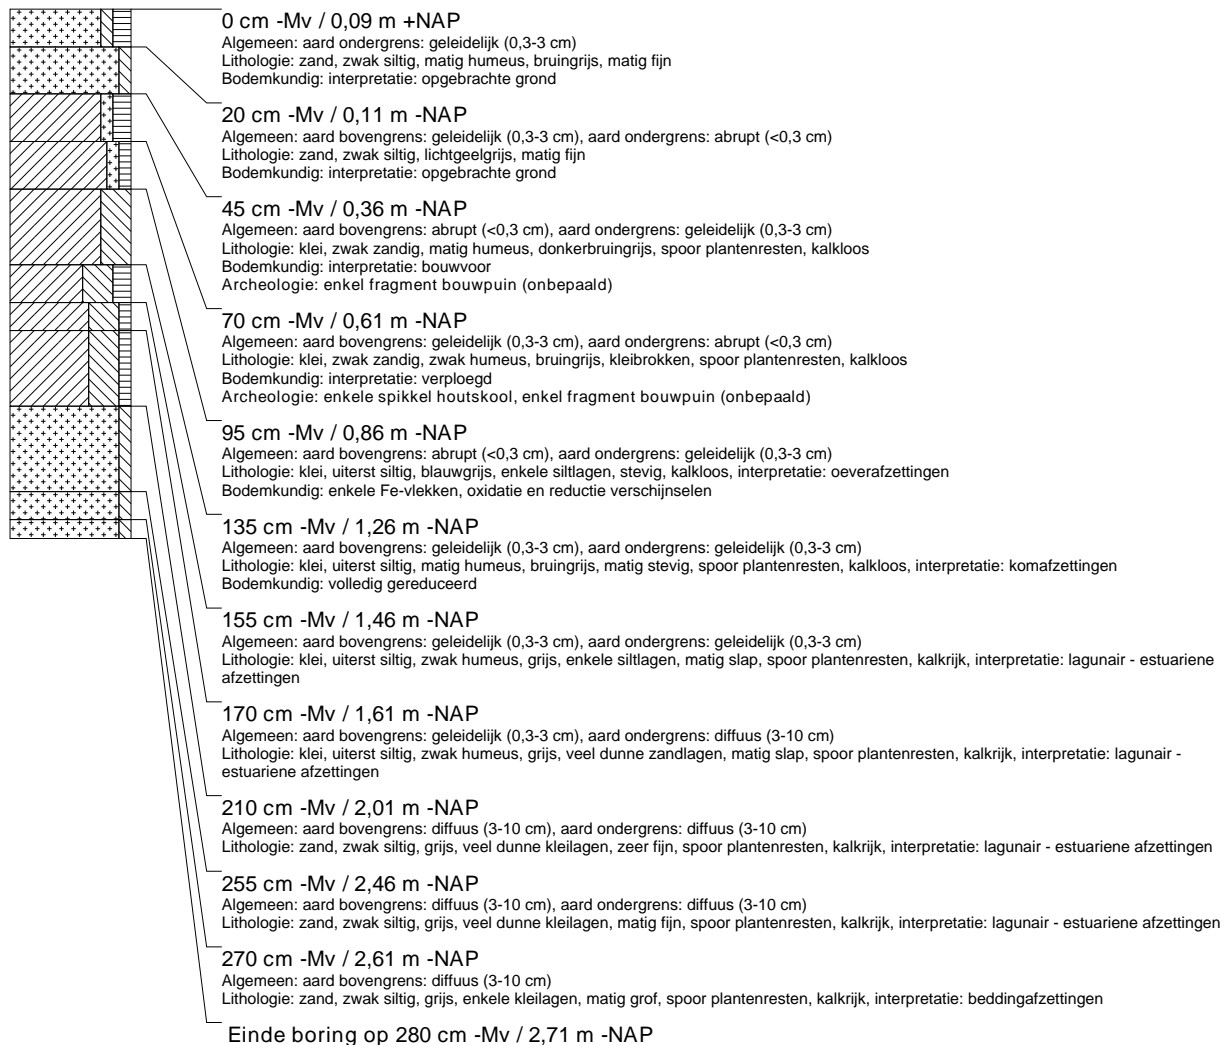 0 cm -Mv / 0,09 m +NAP
Algemeen: aard ondergrens: geleidelijk (0,3-3 cm)
Lithologie: zand, zwak siltig, matig humeus, bruingrijs, matig fijn
Bodemkundig: interpretatie: opgebrachte grond
20 cm -Mv / 0,11 m -NAP
Algemeen: aard bovengrens: geleidelijk (0,3-3 cm), aard ondergrens: abrupt (<0,3 cm)
Lithologie: zand, zwak siltig, lichtgeelgrijs, matig fijn
Bodemkundig: interpretatie: opgebrachte grond
45 cm -Mv / 0,36 m -NAP
Algemeen: aard bovengrens: abrupt (<0,3 cm), aard ondergrens: geleidelijk (0,3-3 cm)
Lithologie: klei, zwak zandig, matig humeus, donkerbruingrijs, spoor plantenresten, kalkloos
Bodemkundig: interpretatie: bouwvoor
Archeologie: enkel fragment bouwpuin (onbepaald)
70 cm -Mv / 0,61 m -NAP
Algemeen: aard bovengrens: geleidelijk (0,3-3 cm), aard ondergrens: abrupt (<0,3 cm)
Lithologie: klei, zwak zandig, zwak humeus, bruingrijs, kleibrokken, spoor plantenresten, kalkloos
Bodemkundig: interpretatie: verploegd
Archeologie: enkele spikkel houtskool, enkel fragment bouwpuin (onbepaald)
95 cm -Mv / 0,86 m -NAP
Algemeen: aard bovengrens: abrupt (<0,3 cm), aard ondergrens: geleidelijk (0,3-3 cm)
Lithologie: klei, uiterst siltig, blauwgrijs, enkele siltlagen, stevig, kalkloos, interpretatie: oeverafzettingen
Bodemkundig: enkele Fe-vlekken, oxidatie en reductie verschijnselen
135 cm -Mv / 1,26 m -NAP
Algemeen: aard bovengrens: geleidelijk (0,3-3 cm), aard ondergrens: geleidelijk (0,3-3 cm)
Lithologie: klei, uiterst siltig, matig humeus, bruingrijs, matig stevig, spoor plantenresten, kalkloos, interpretatie: komafzettingen
Bodemkundig: volledig gereduceerd
155 cm -Mv / 1,46 m -NAP
Algemeen: aard bovengrens: geleidelijk (0,3-3 cm), aard ondergrens: geleidelijk (0,3-3 cm)
Lithologie: klei, uiterst siltig, zwak humeus, grijs, enkele siltlagen, matig slap, spoor plantenresten, kalkrijk, interpretatie: lagunair - estuariene
afzettingen
170 cm -Mv / 1,61 m -NAP
Algemeen: aard bovengrens: geleidelijk (0,3-3 cm), aard ondergrens: diffuus (3-10 cm)
Lithologie: klei, uiterst siltig, zwak humeus, grijs, veel dunne zandlagen, matig slap, spoor plantenresten, kalkrijk, interpretatie: lagunair -
estuariene afzettingen
210 cm -Mv / 2,01 m -NAP
Algemeen: aard bovengrens: diffuus (3-10 cm), aard ondergrens: diffuus (3-10 cm)
Lithologie: zand, zwak siltig, grijs, veel dunne kleilagen, zeer fijn, spoor plantenresten, kalkrijk, interpretatie: lagunair - estuariene afzettingen
255 cm -Mv / 2,46 m -NAP
Algemeen: aard bovengrens: diffuus (3-10 cm), aard ondergrens: diffuus (3-10 cm)
Lithologie: zand, zwak siltig, grijs, veel dunne kleilagen, matig fijn, spoor plantenresten, kalkrijk, interpretatie: lagunair - estuariene afzettingen
270 cm -Mv / 2,61 m -NAP
Algemeen: aard bovengrens: diffuus (3-10 cm)
Lithologie: zand, zwak siltig, grijs, enkele kleilagen, matig grof, spoor plantenresten, kalkrijk, interpretatie: beddingafzettingen
Einde boring op 280 cm -Mv / 2,71 m -NAP